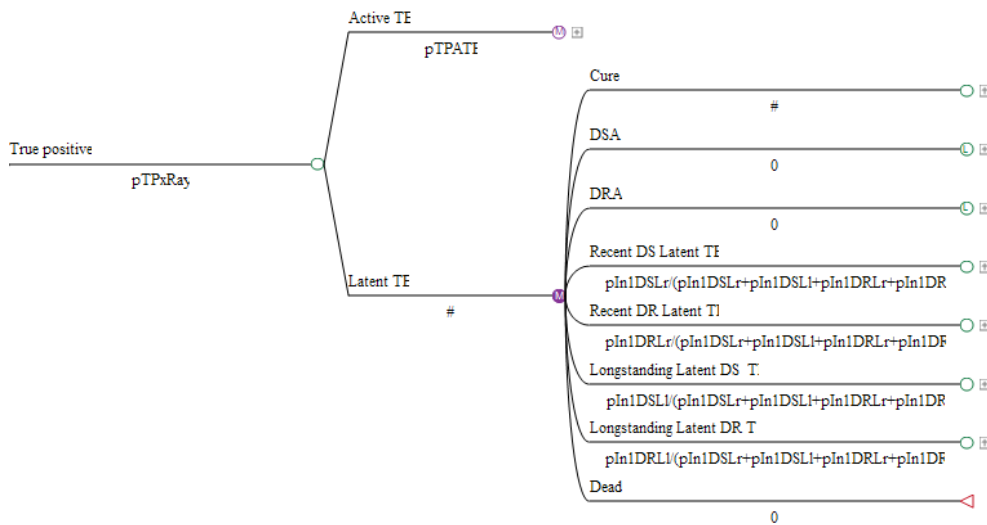 Active TE
pTPATE
True positive
pTPxRay
Latent TE
#
Cure
#
DSA
0
DRA
0
Recent DS Latent TE
pIn1DSLr/(pIn1DSLr+pIn1DSLl+pIn1DRLr+pIn1DR
Recent DR Latent TI
pIn1DRLr/(pIn1DSLr+pIn1DSLl+pIn1DRLr+pIn1DR
Longstanding Latent DS T.
pIn1DSLl/(pIn1DSLr+pIn1DSLl+pIn1DRLr+pIn1DR
Longstanding Latent DR T
pIn1DRLl/(pIn1DSLr+pIn1DSLl+pIn1DRLr+pIn1DR
Dead
0
M
M
L
L